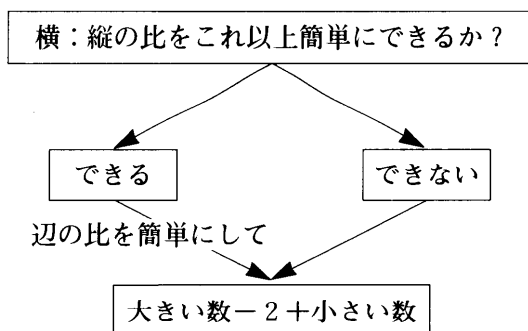 横：縦の比をこれ以上簡単にできるか？
できる
できない
辺の比を簡単にして
大きい数－２＋小さい数